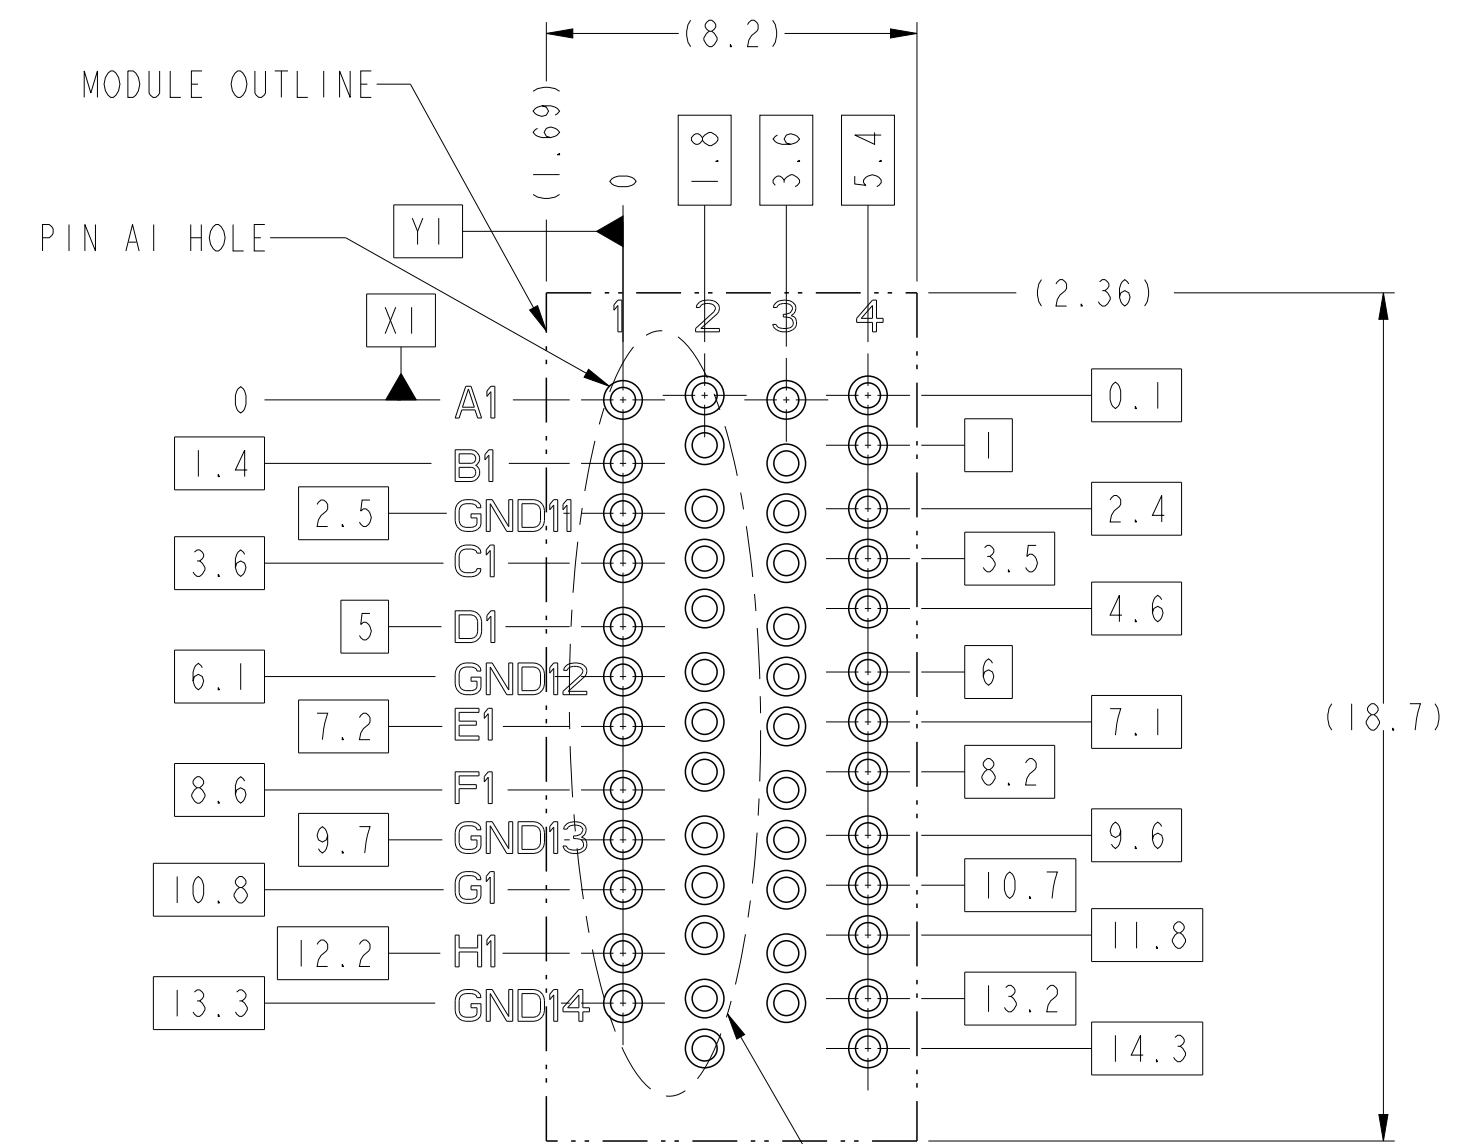 (8.2)
MODULE OUTLINE
(1.69)
0
1.8
3.6
5.4
Y1
PIN A1 HOLE
X1
(2.36)
1 2 3 4
0 A1 0.1
1.4 B1 1
2.5 GND11 2.4
3.6 C1 3.5
5 D1 4.6
6.1 GND12 6
7.2 E1 7.1
(18.7)
8.6 F1 8.2
9.7 GND13 9.6
10.8 G1 10.7
12.2 H1 11.8
13.3 GND14 13.2
14.3